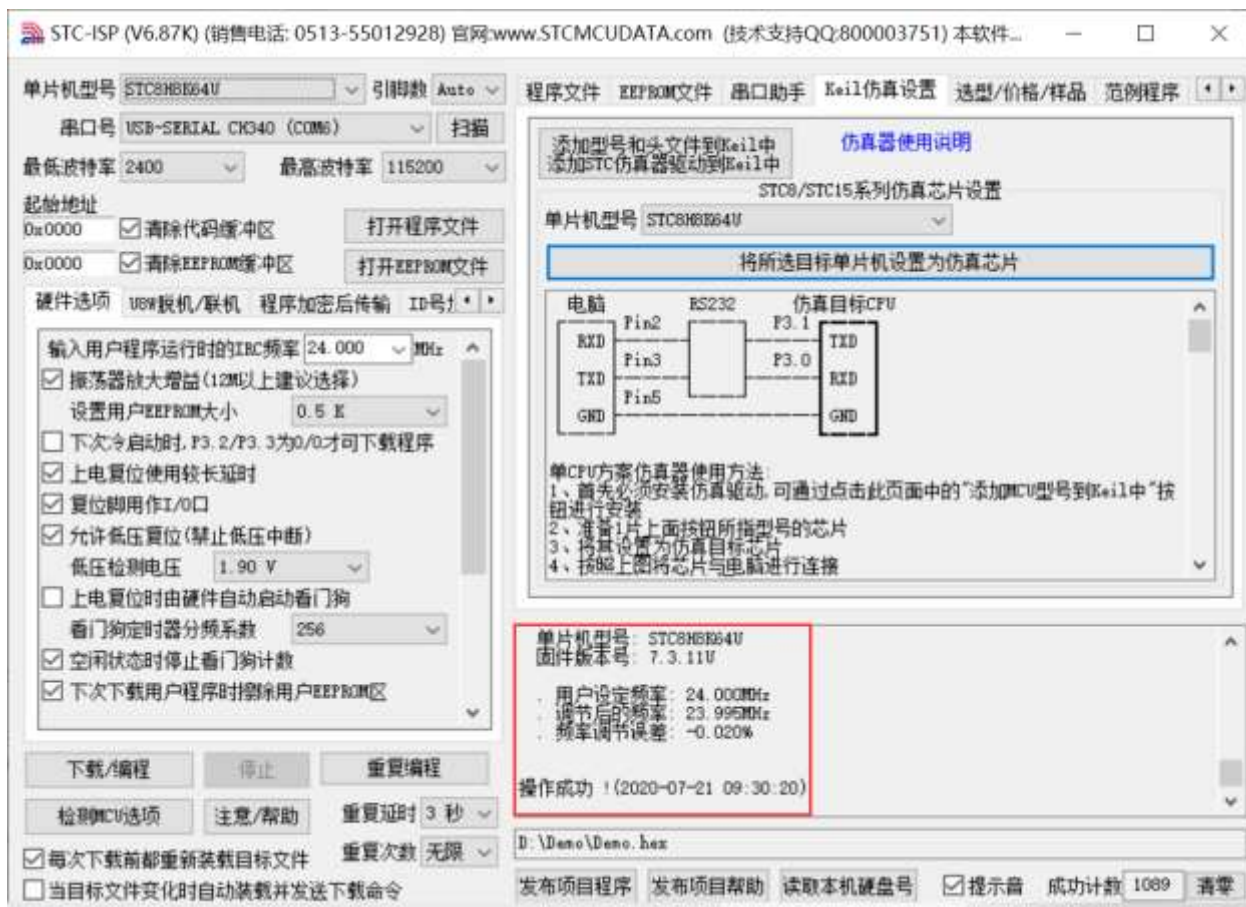 STC-ISP (V6.87K) (销售电话: 0513-55012928) 官网:www.STCMCUDATA.com (技术支持QQ:800003751) 本软件...
单片机型号 STC8H8K64U 引脚数 Auto
串口号 USB-SERIAL CH340 (COM6) 扫描
最低波特率 2400 最高波特率 115200
起始地址
0x0000 清除代码缓冲区 打开程序文件
0x0000 清除EEPROM缓冲区 打开EEPROM文件
硬件选项 U8W脱机/联机 程序加密后传输 ID号
输入用户程序运行时的IRC频率 24.000 MHz
振荡器放大增益(12M以上建议选择)
设置用户EEPROM大小 0.5 K
下次冷启动时,P3.2/P3.3为0/0才可下载程序
上电复位使用较长延时
复位脚用作I/O口
允许低压复位(禁止低压中断)
低压检测电压 1.90 V
上电复位时由硬件自动启动看门狗
看门狗定时器分频系数 256
空闲状态时停止看门狗计数
下次下载用户程序时擦除用户EEPROM区
下载/编程 停止 重复编程
检测MCU选项 注意/帮助 重复延时 3 秒
每次下载前都重新装载目标文件 重复次数 无限
当目标文件变化时自动装载并发送下载命令
程序文件 EEPROM文件 串口助手 Keil仿真设置 选型/价格/样品 范例程序
添加型号和头文件到Keil中
添加STC仿真器驱动到Keil中
仿真器使用说明
STC8/STC15系列仿真芯片设置
单片机型号 STC8H8K64U
将所选目标单片机设置为仿真芯片
电脑 RS232 仿真目标CPU
Pin2 P3.1
RXD TXD
Pin3 P3.0
TXD RXD
Pin5
GND GND
单CPU方案仿真器使用方法:
1、首先必须安装仿真驱动,可通过点击此页面中的"添加MCU型号到Keil中"按
钮进行安装
2、准备1片上面按钮所指型号的芯片
3、将其设置为仿真目标芯片
4、按照上图将芯片与电脑进行连接
单片机型号: STC8H8K64U
固件版本号: 7.3.11U
. 用户设定频率: 24.000MHz
. 调节后的频率: 23.995MHz
. 频率调节误差: -0.020%
操作成功 !(2020-07-21 09:30:20)
D:\Demo\Demo.hex
发布项目程序 发布项目帮助 读取本机硬盘号 提示音 成功计数 1089 清零